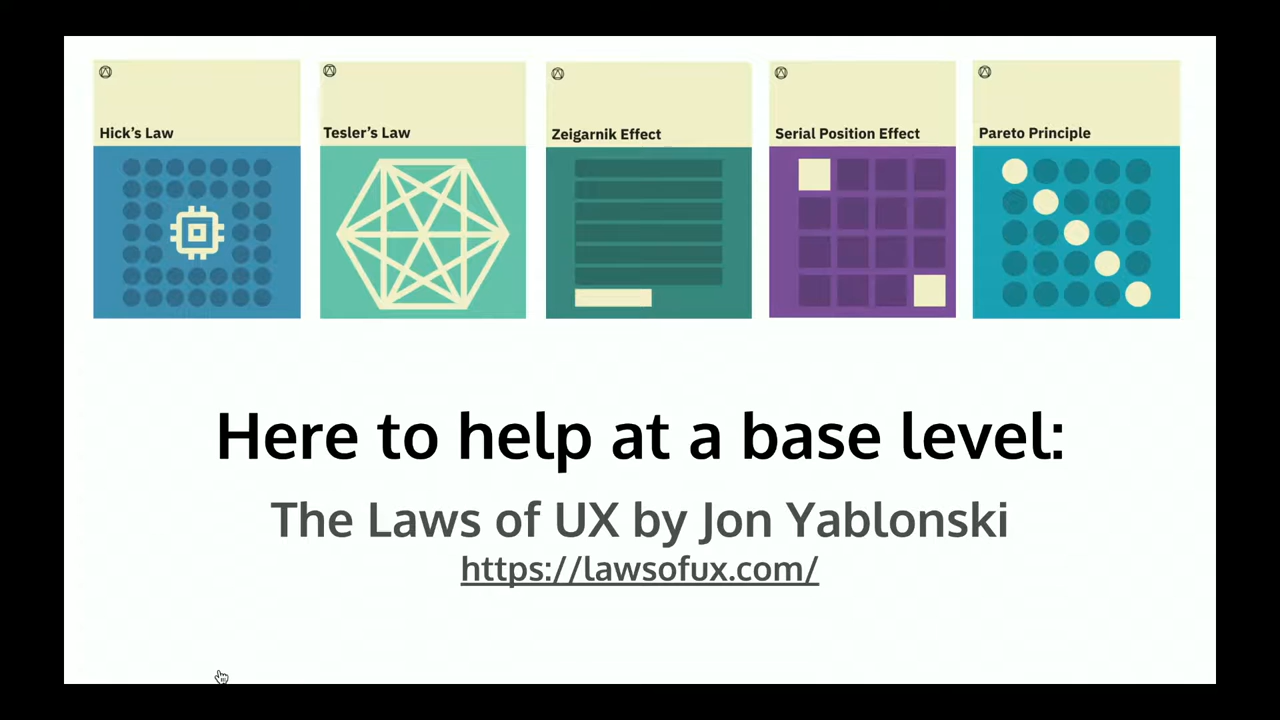 Hick's Law
Tesler's Law
Zeigarnik Effect
Serial Position Effect
Pareto Principle
Here to help at a base level:
The Laws of UX by Jon Yablonski
https://lawsofux.com/